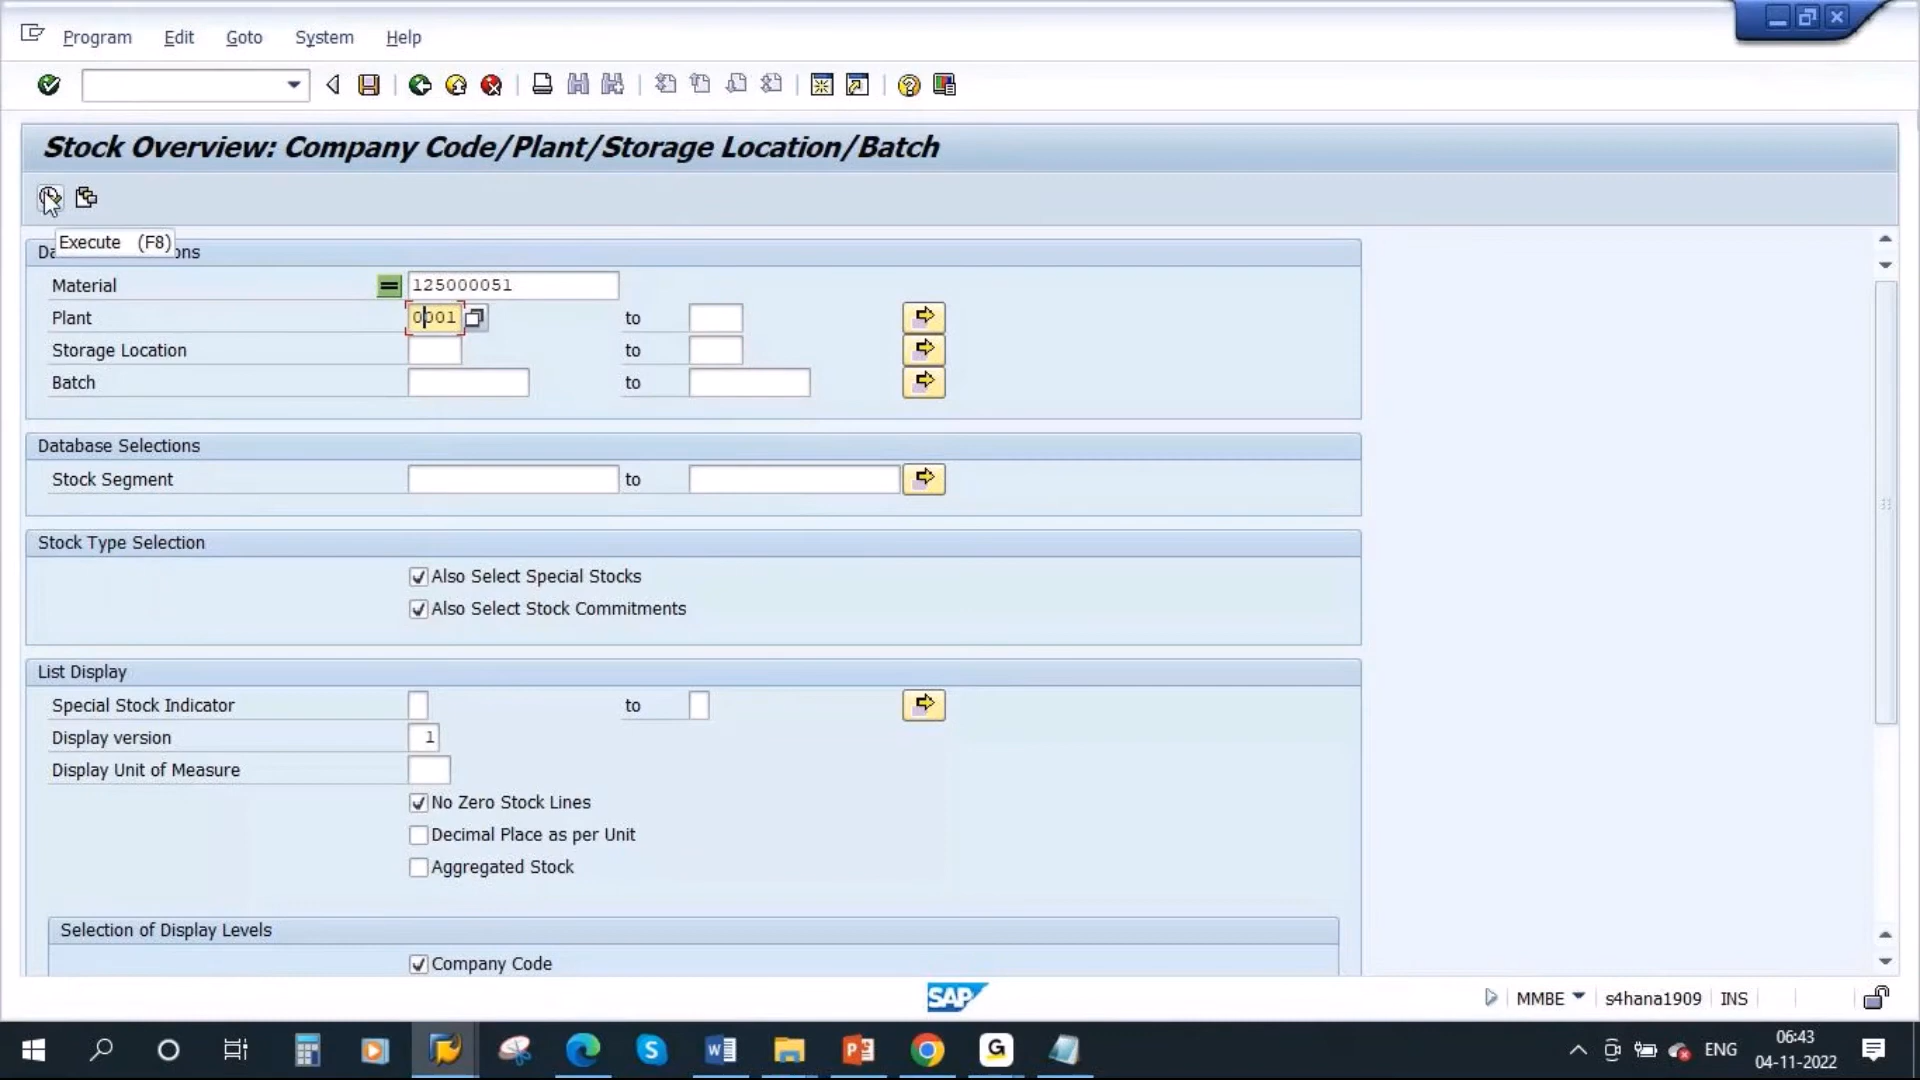 Program Edit Goto System Help
Stock Overview: Company Code/Plant/Storage Location/Batch
Execute (F8)
Material 125000051
Plant 0001 to
Storage Location to
Batch to
Database Selections
Stock Segment to
Stock Type Selection
Also Select Special Stocks
Also Select Stock Commitments
List Display
Special Stock Indicator to
Display version 1
Display Unit of Measure
No Zero Stock Lines
Decimal Place as per Unit
Aggregated Stock
Selection of Display Levels
Company Code
SAP MMBE s4hana1909 INS
ENG 06:43
04-11-2022